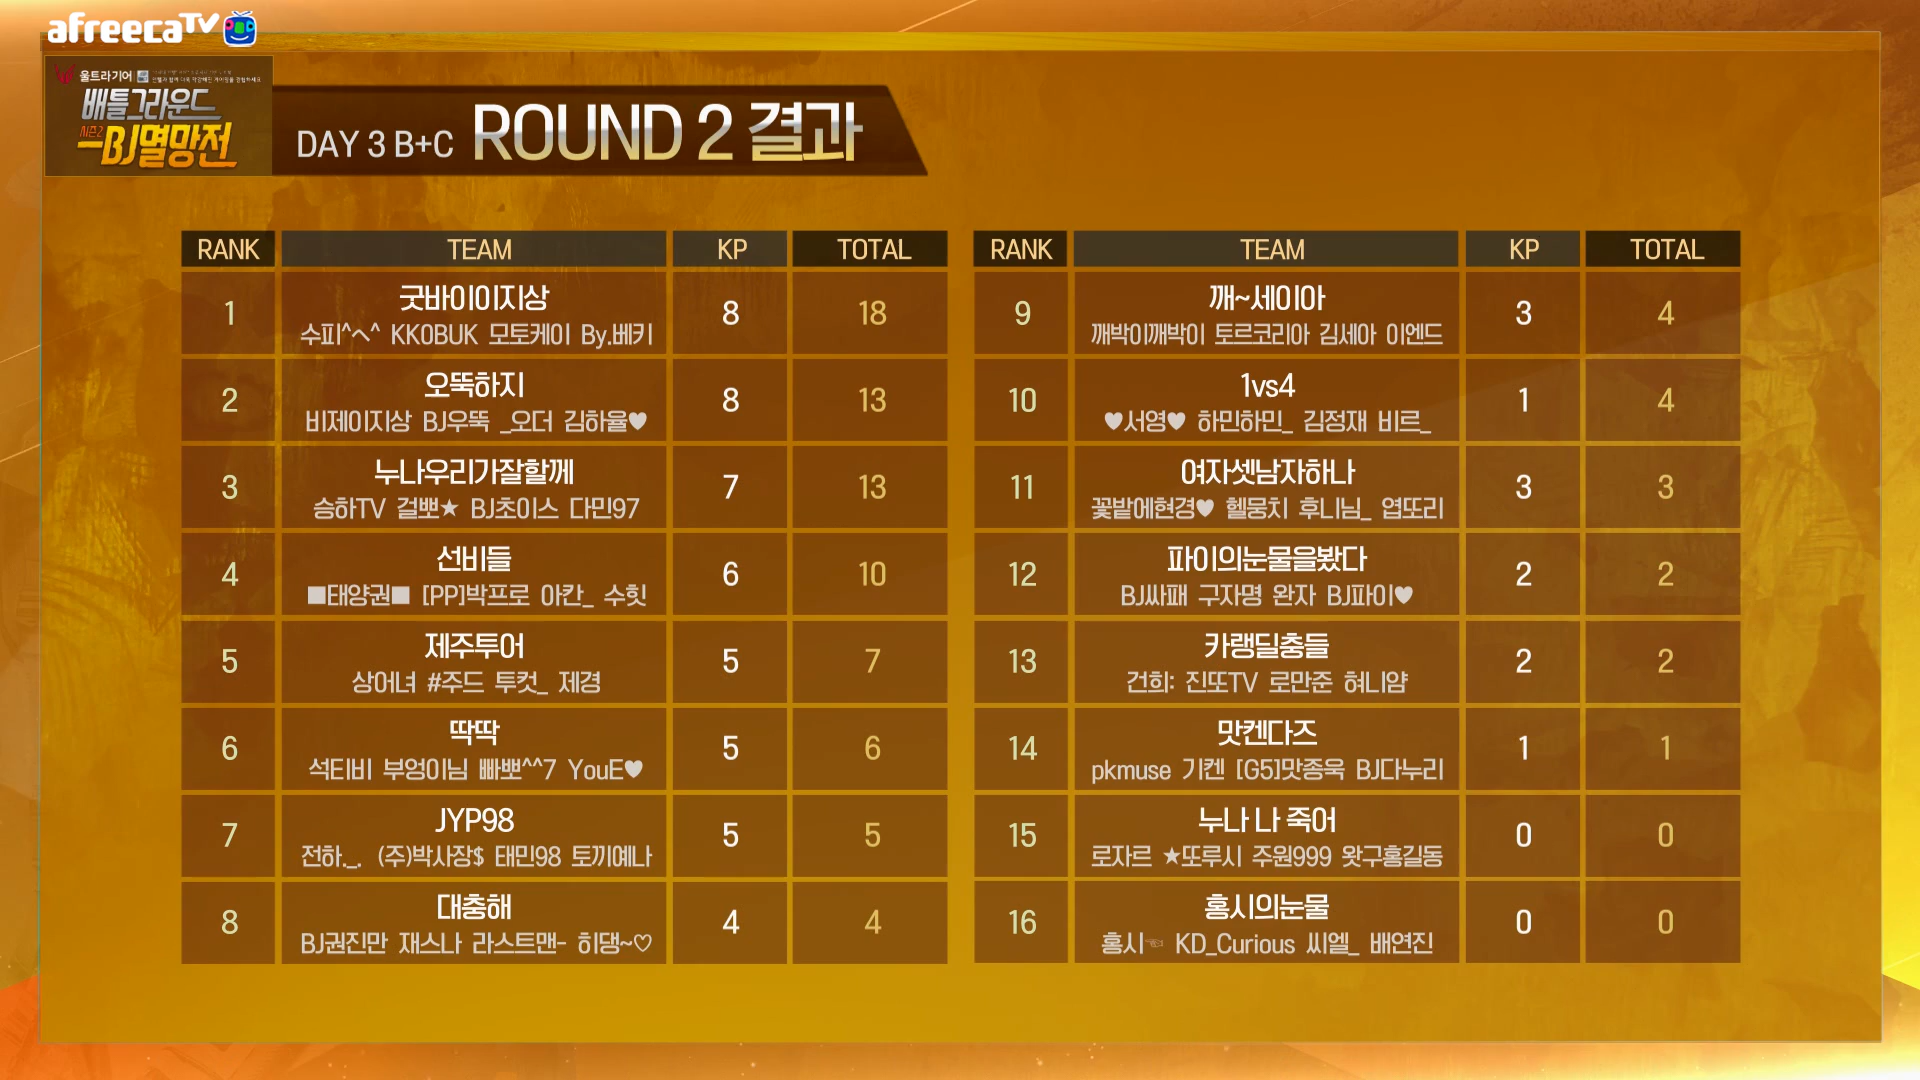 afreecaTV
울트라기어
배틀그라운드
시즌2
BJ멸망전
DAY 3 B+C ROUND 2 결과
RANK TEAM KP TOTAL
1 굿바이이지상 8 18
수피^ㅅ^ KK0BUK 모토케이 By.베키
2 오뚝하지 8 13
비제이지상 BJ우뚝 _오더 김하율♥
3 누나우리가잘할께 7 13
승하TV 걸뽀★ BJ초이스 다민97
4 선비들 6 10
■태양권■ [PP]박프로 야칸_ 수힛
5 제주투어 5 7
상어녀 #주드 투컷_ 제경
6 딱딱 5 6
석티비 부엉이님 빠뽀^^7 YouE♥
7 JYP98 5 5
전하._. (주)박사장$ 태민98 토끼예나
8 대충해 4 4
BJ권진만 재스나 라스트맨- 히댕~♡
RANK TEAM KP TOTAL
9 깨~세이아 3 4
깨박이깨박이 토르코리아 김세아 이엔드
10 1vs4 1 4
♥서영♥ 하민하민_ 김정재 비르_
11 여자셋남자하나 3 3
꽃밭에현경♥ 헬뭉치 후니님_ 엽또리
12 파이의눈물을봤다 2 2
BJ싸패 구자명 완자 BJ파이♥
13 카랭딜충들 2 2
건희: 진또TV 로만준 혀니얌
14 맛켄다즈 1 1
pkmuse 기켄 [G5]맛종욱 BJ다누리
15 누나 나 죽어 0 0
로자르 ★또루시 주원999 왓구홍길동
16 홍시의눈물 0 0
홍시☜ KD_Curious 씨엘_ 배연진